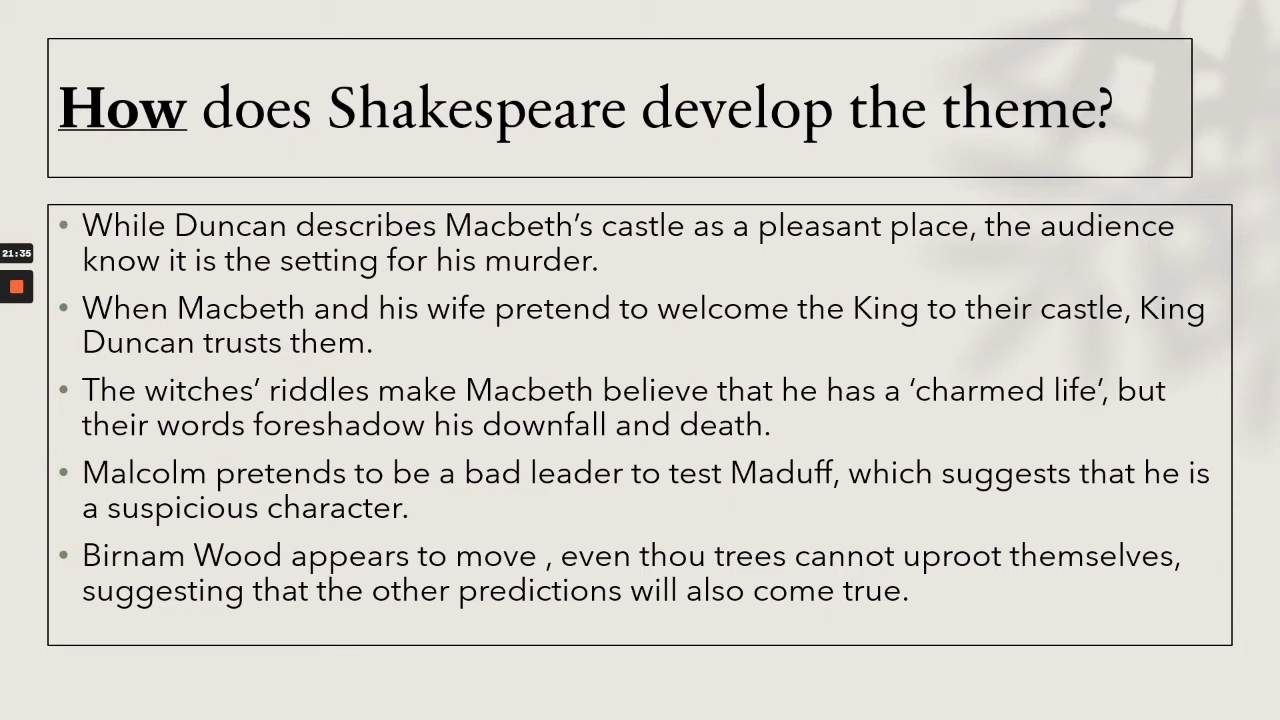 How does Shakespeare develop the theme?
• While Duncan describes Macbeth’s castle as a pleasant place, the audience
know it is the setting for his murder.
• When Macbeth and his wife pretend to welcome the King to their castle, King
Duncan trusts them.
21:35
• The witches’ riddles make Macbeth believe that he has a ‘charmed life’, but
their words foreshadow his downfall and death.
• Malcolm pretends to be a bad leader to test Maduff, which suggests that he is
a suspicious character.
• Birnam Wood appears to move , even thou trees cannot uproot themselves,
suggesting that the other predictions will also come true.